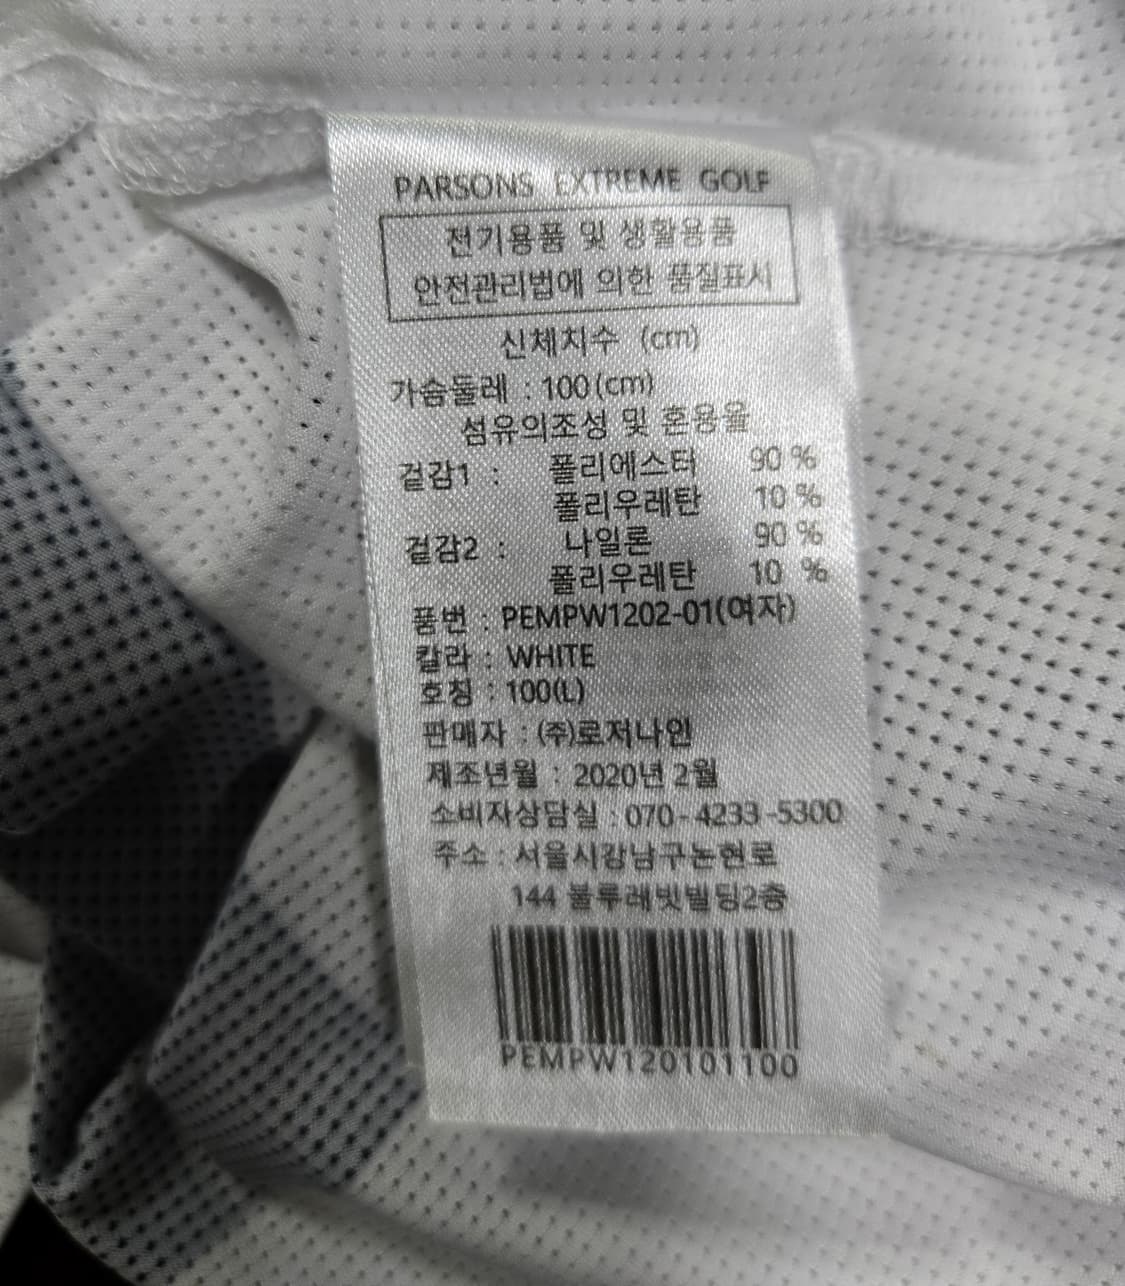 PARSONS EXTREME GOLF
전기용품 및 생활용품
안전관리법에 의한 품질표시
신체치수 (cm)
가슴둘레 : 100(cm)
섬유의조성 및 혼용율
겉감1 : 폴리에스터 90 %
폴리우레탄 10 %
겉감2 : 나일론 90 %
폴리우레탄 10 %
품번 : PEMPW1202-01(여자)
칼라 : WHITE
호칭 : 100(L)
판매자 : (주)로저나인
제조년월 : 2020년 2월
소비자상담실 : 070-4233-5300
주소 : 서울시강남구논현로
144 블루래빗빌딩2층
PEMPW120101100